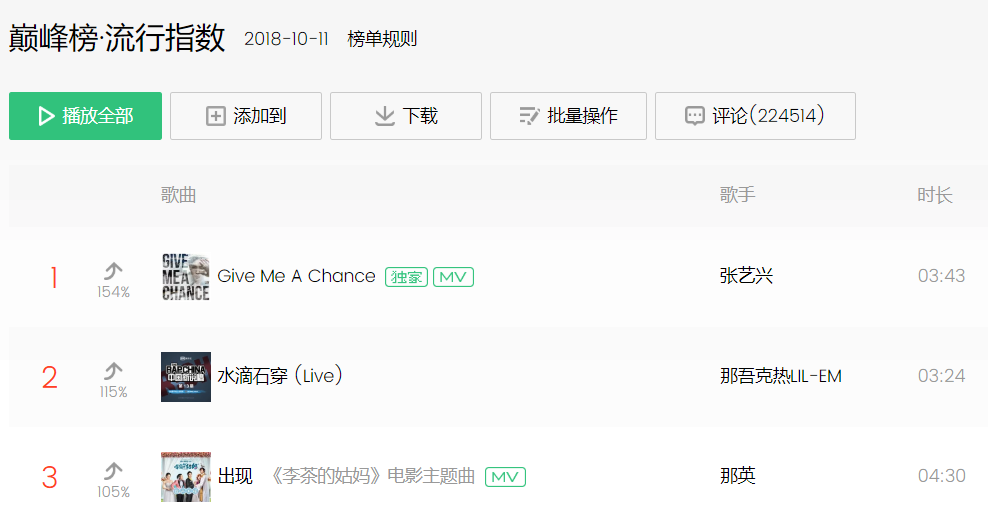 巅峰榜·流行指数 2018-10-11 榜单规则
播放全部 添加到 下载 批量操作 评论(224514)
歌曲 歌手 时长
1 154% GIVE ME A CHANCE Give Me A Chance 独家 MV 张艺兴 03:43
2 115% RAPCHINA 水滴石穿 (Live) 那吾克热LIL-EM 03:24
3 105% 出现 《李茶的姑妈》电影主题曲 MV 那英 04:30